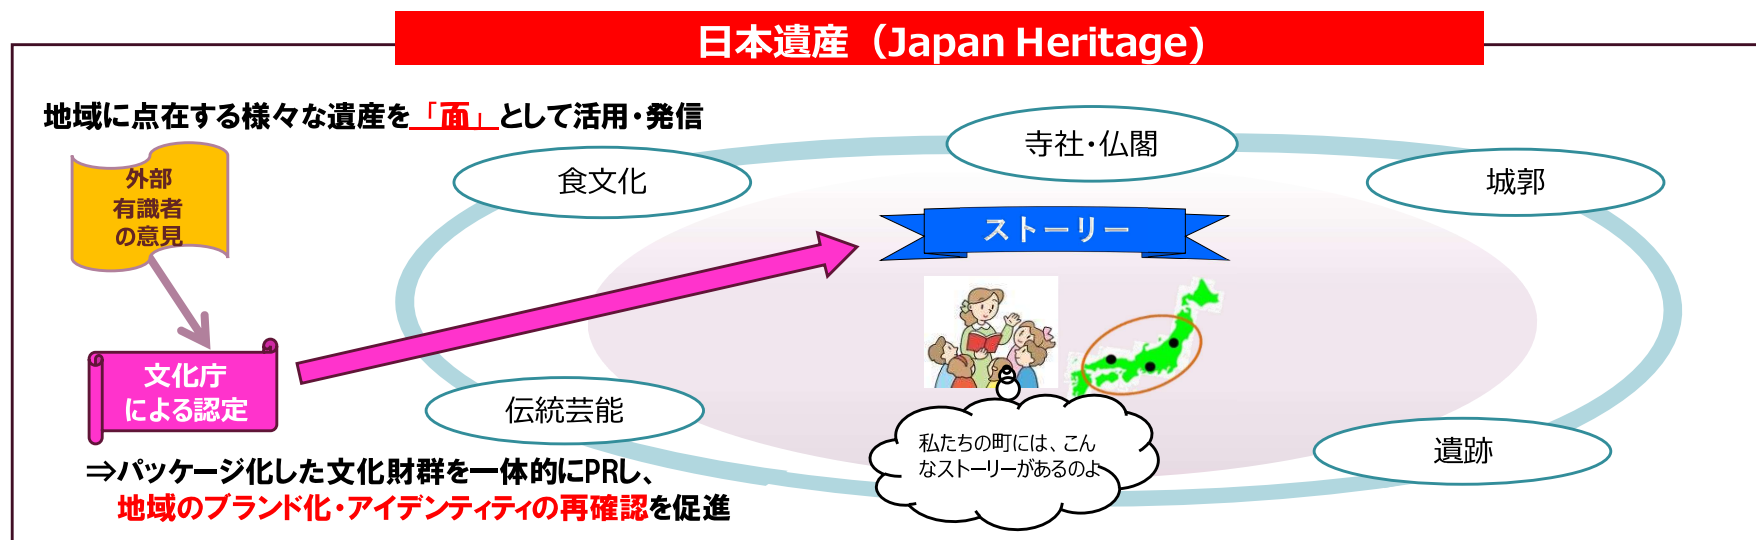 日本遺産（Japan Heritage)
地域に点在する様々な遺産を「面」として活用・発信
外部
有識者
の意見
食文化
寺社・仏閣
城郭
ストーリー
文化庁
による認定
伝統芸能
私たちの町には、こん
なストーリーがあるのよ
遺跡
⇒パッケージ化した文化財群を一体的にPRし、
地域のブランド化・アイデンティティの再確認を促進